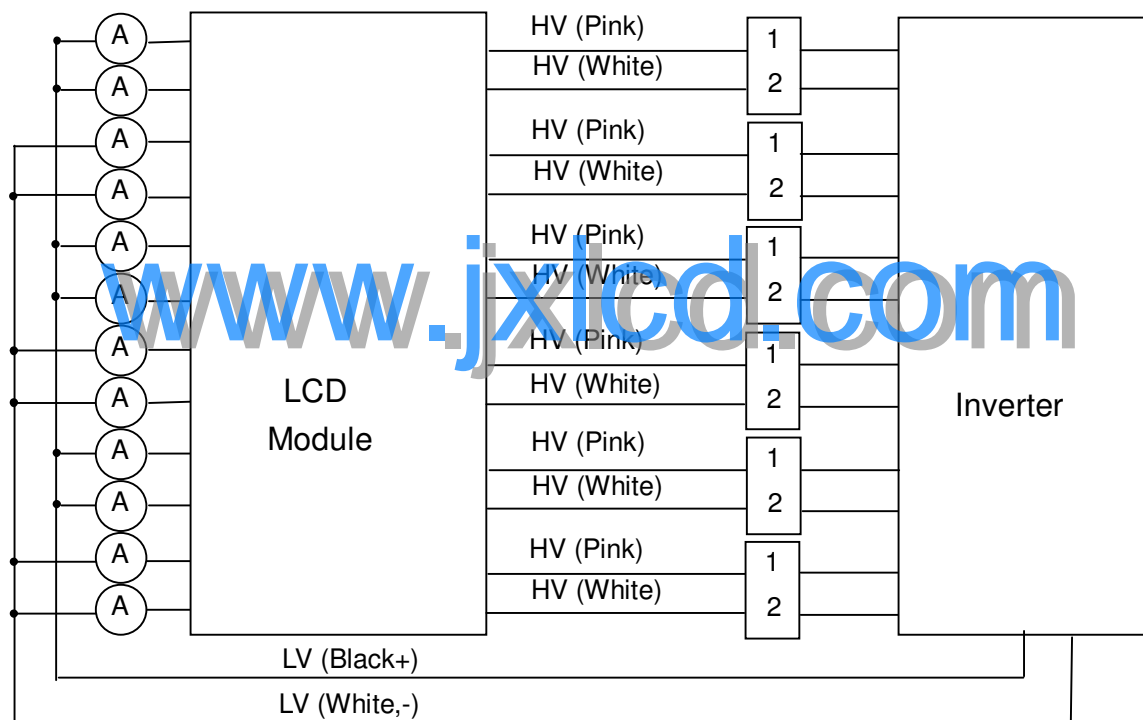 A
HV (Pink)
1
HV (White)
2
A
A
HV (Pink)
1
HV (White)
2
A
A
HV (Pink)
1
HV (White)
2
A
www.jxlcd.com
A
HV (Pink)
1
LCD
Module
HV (White)
2
Inverter
A
A
HV (Pink)
1
HV (White)
2
A
A
HV (Pink)
1
HV (White)
2
A
LV (Black+)
LV (White,-)